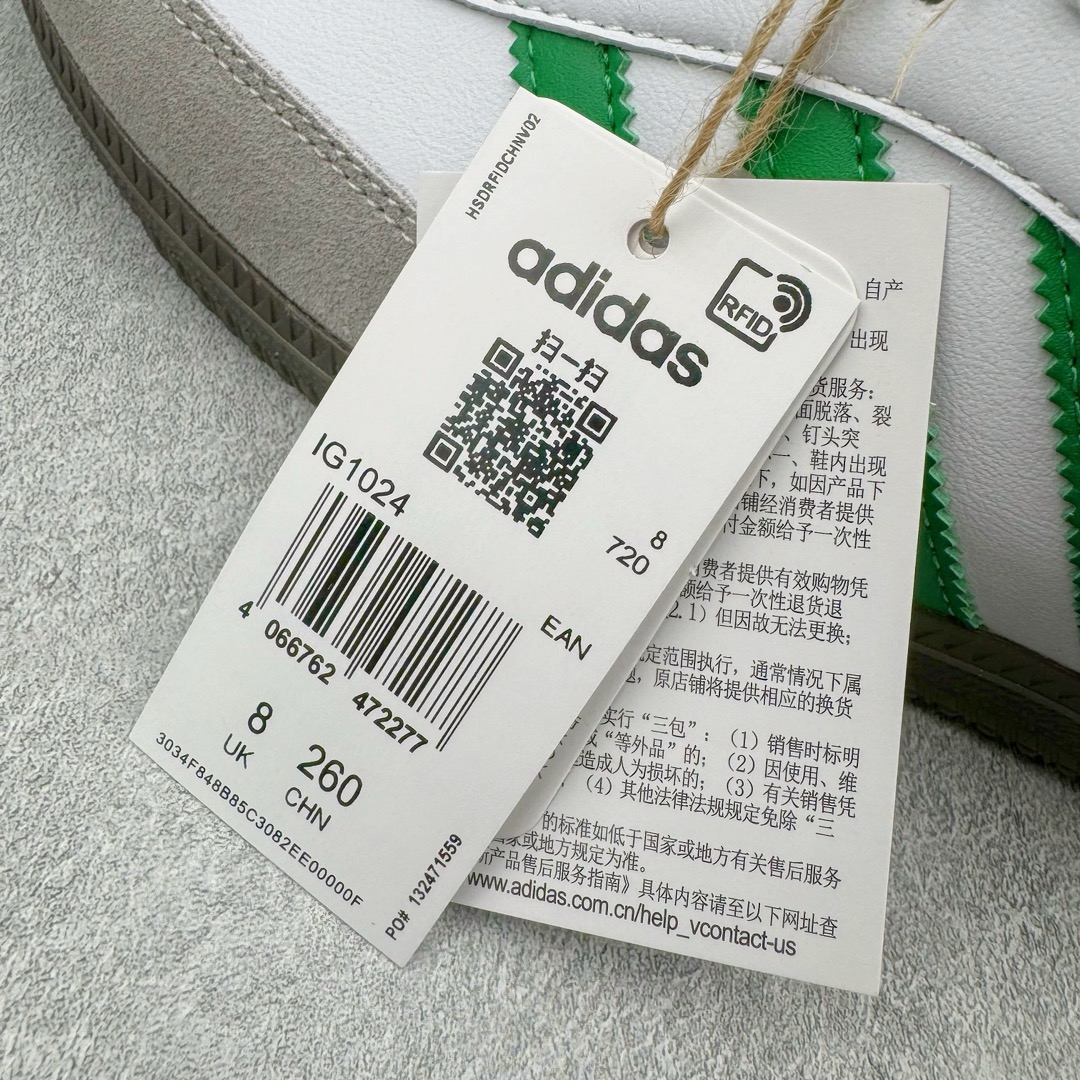 HSDRFIDCHNV02
adidas
RFID
扫一扫
IG1024
8
720
EAN
4 066762 472277
8 260
UK CHN
3034F848B85C3082EE00000F
PO# 132471559
自产
出现
货服务:
面脱落、裂
、钉头突
一、鞋内出现
下，如因产品下
铺经消费者提供
付金额给予一次性
费者提供有效购物凭
额给予一次性退货退
2.1) 但因故无法更换；
定范围执行，通常情况下属
，原店铺将提供相应的换货
实行“三包”：(1) 销售时标明
或“等外品”的；(2) 因使用、维
造成人为损坏的；(3) 有关销售凭
(4) 其他法律法规规定免除“三
的标准如低于国家或地方有关售后服务
国家或地方规定为准。
产品售后服务指南》具体内容请至以下网址查
www.adidas.com.cn/help_vcontact-us